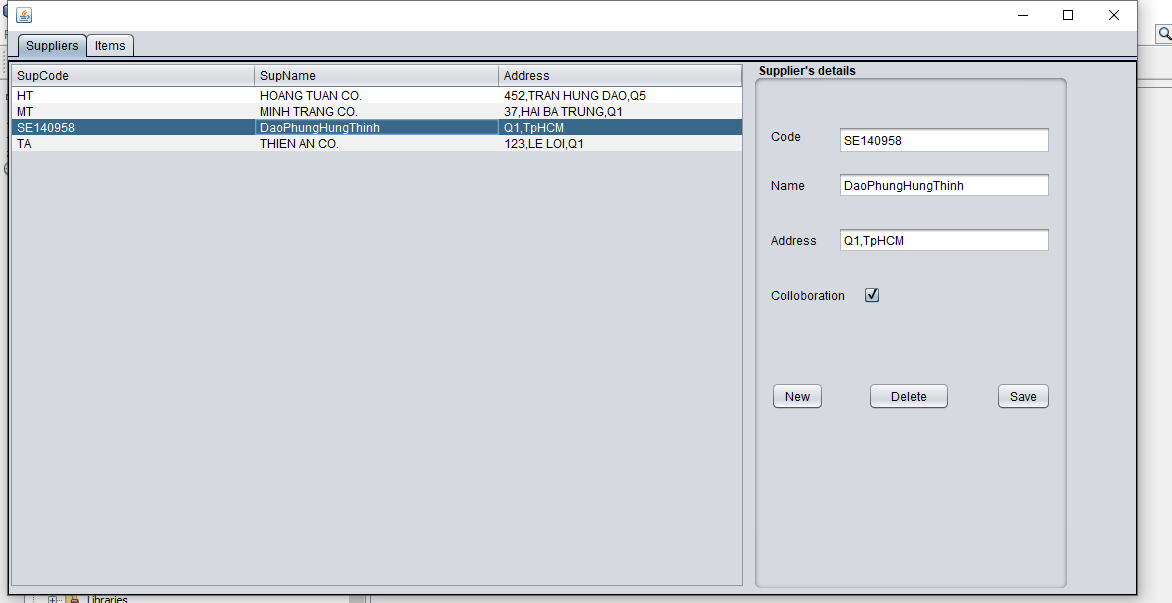 Suppliers Items
SupCode SupName Address
HT HOANG TUAN CO. 452,TRAN HUNG DAO,Q5
MT MINH TRANG CO. 37,HAI BA TRUNG,Q1
SE140958 DaoPhungHungThinh Q1,TpHCM
TA THIEN AN CO. 123,LE LOI,Q1
Supplier's details
Code SE140958
Name DaoPhungHungThinh
Address Q1,TpHCM
Colloboration
New Delete Save
Libraries